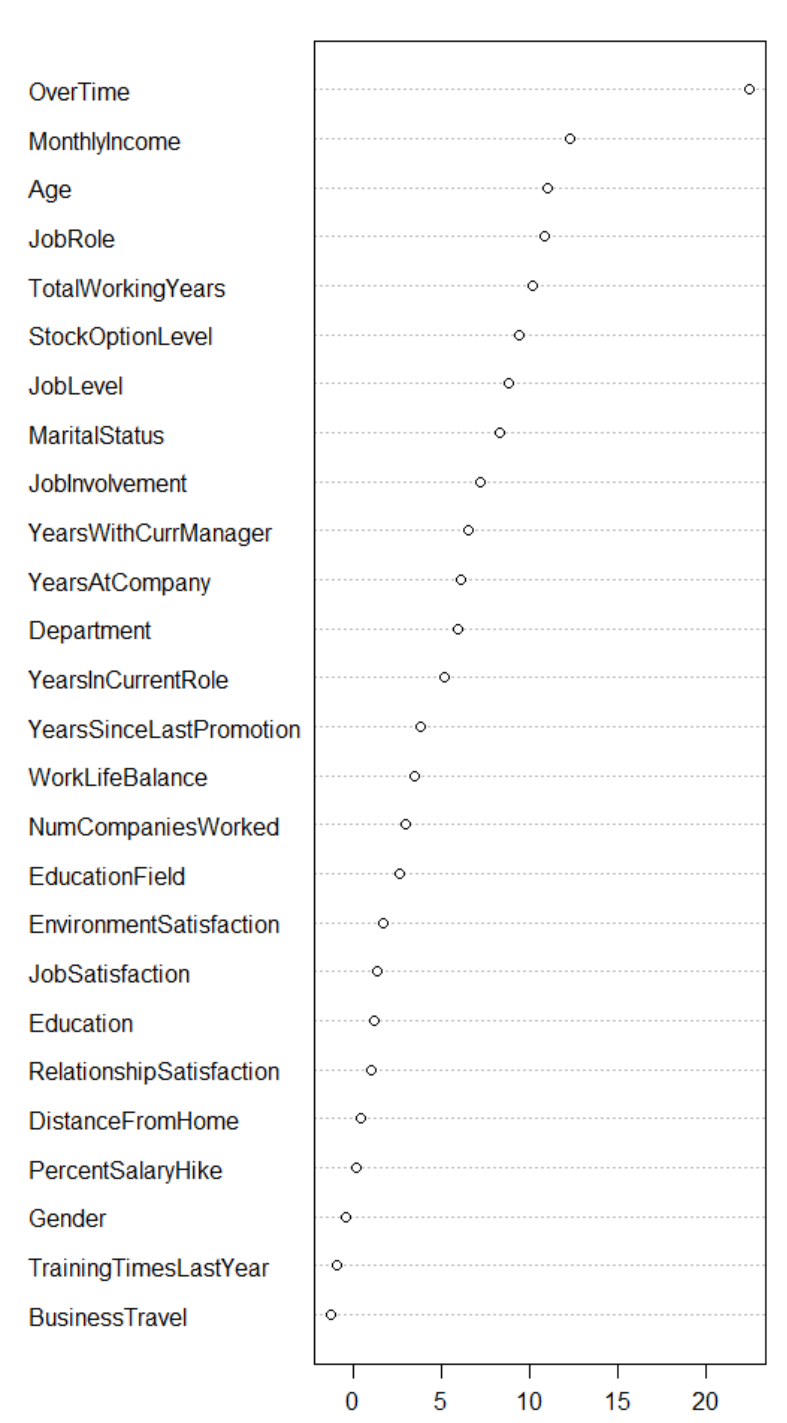 OverTime
MonthlyIncome
Age
JobRole
TotalWorkingYears
StockOptionLevel
JobLevel
MaritalStatus
JobInvolvement
YearsWithCurrManager
YearsAtCompany
Department
YearsInCurrentRole
YearsSinceLastPromotion
WorkLifeBalance
NumCompaniesWorked
EducationField
EnvironmentSatisfaction
JobSatisfaction
Education
RelationshipSatisfaction
DistanceFromHome
PercentSalaryHike
Gender
TrainingTimesLastYear
BusinessTravel
0 5 10 15 20